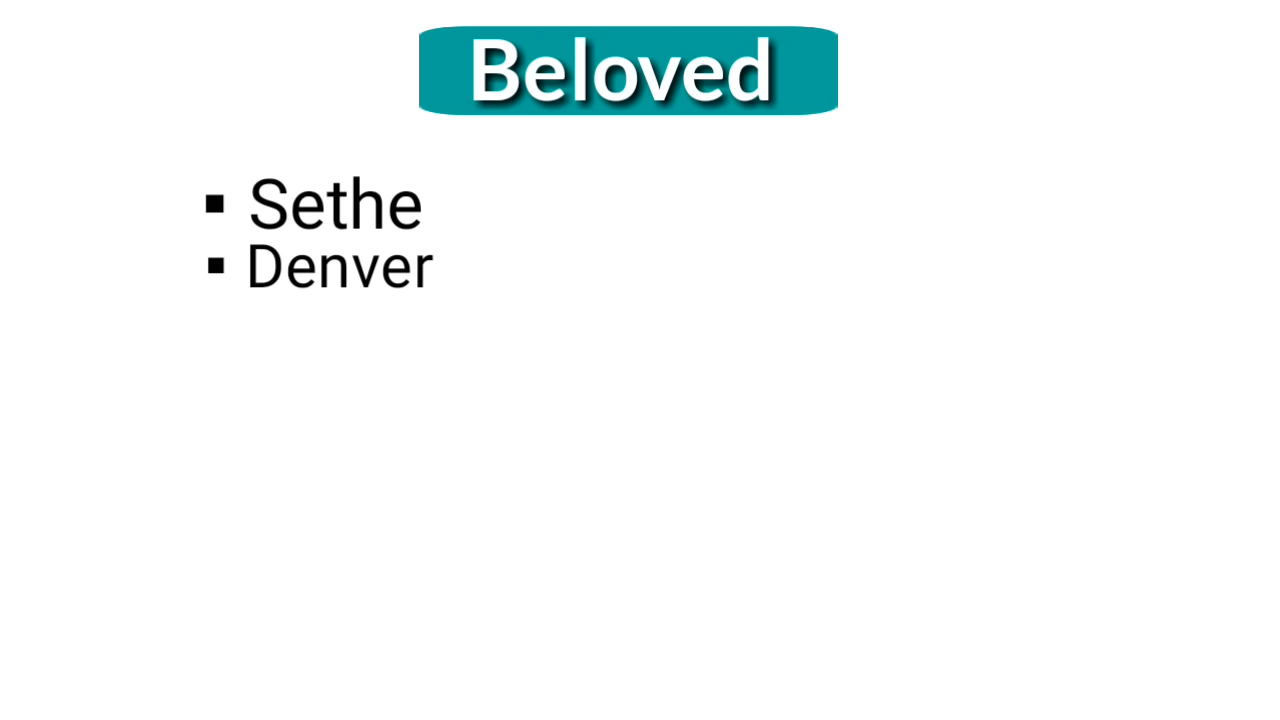 Beloved
▪ Sethe
▪ Denver